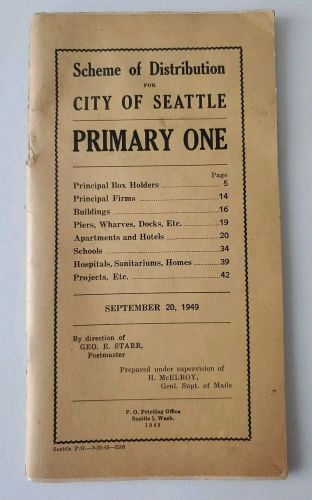 Scheme of Distribution
FOR
CITY OF SEATTLE
PRIMARY ONE
Page
Principal Box Holders 5
Principal Firms 14
Buildings 16
Piers, Wharves, Docks, Etc. 19
Apartments and Hotels 20
Schools 34
Hospitals, Sanitariums, Homes 39
Projects, Etc. 42
SEPTEMBER 20, 1949
By direction of
GEO. E. STARR,
Postmaster
Prepared under supervision of
H. McELROY,
Genl. Supt. of Mails
P. O. Printing Office
Seattle 1, Wash.
1949
Seattle P.O.